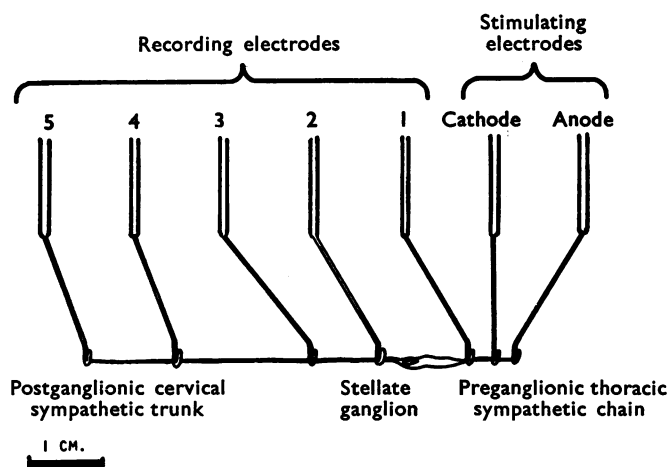 Recording electrodes
Stimulating
electrodes
5 4 3 2 1 Cathode Anode
Postganglionic cervical
sympathetic trunk
Stellate
ganglion
Preganglionic thoracic
sympathetic chain
1 CM.